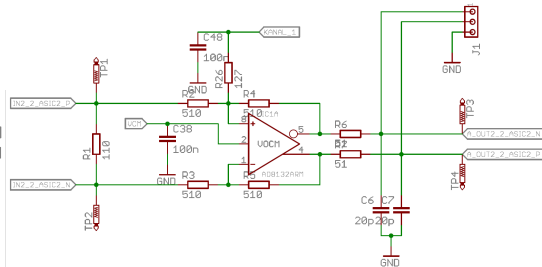 C48
100n
KANAL_1
R26
127
J1
GND
GND
TP1
TP3
IN2_2_ASIC2_P
R2
510
R4
510
IC1A
VCM
C38
100n
GND
R1
110
8
2
1
+
-
VOCM
5
4
AD8132ARM
R6
51
A_OUT2_2_ASIC2_N
A_OUT2_2_ASIC2_P
IN2_2_ASIC2_N
R3
510
510
TP2
TP4
C6
C7
20p
20p
GND